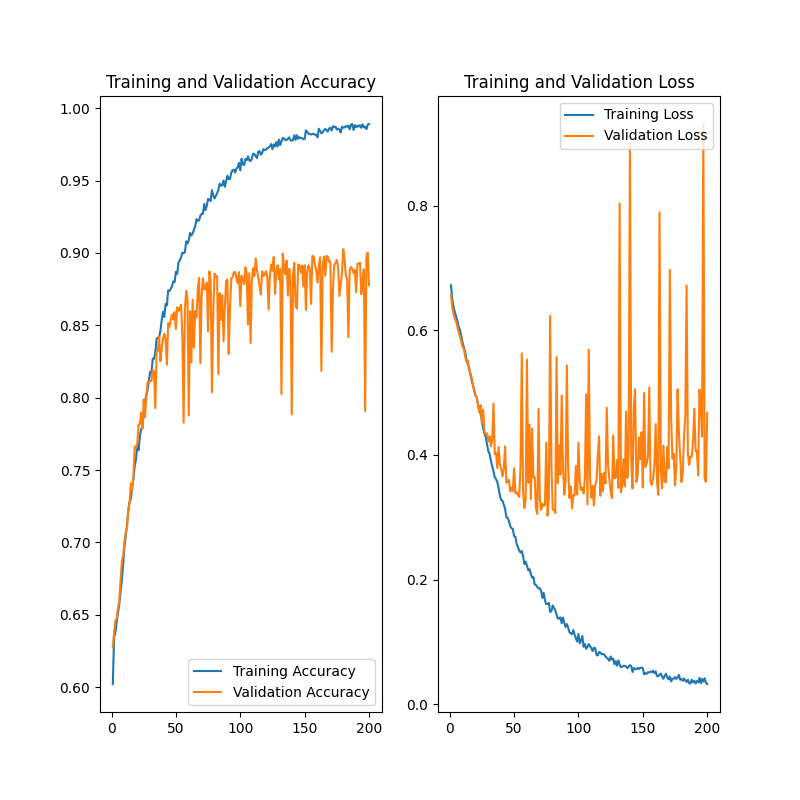 Training and Validation Accuracy
1.00
0.95
0.90
0.85
0.80
0.75
0.70
0.65
0.60
Training Accuracy
Validation Accuracy
0 50 100 150 200
Training and Validation Loss
Training Loss
Validation Loss
0.8
0.6
0.4
0.2
0.0
0 50 100 150 200